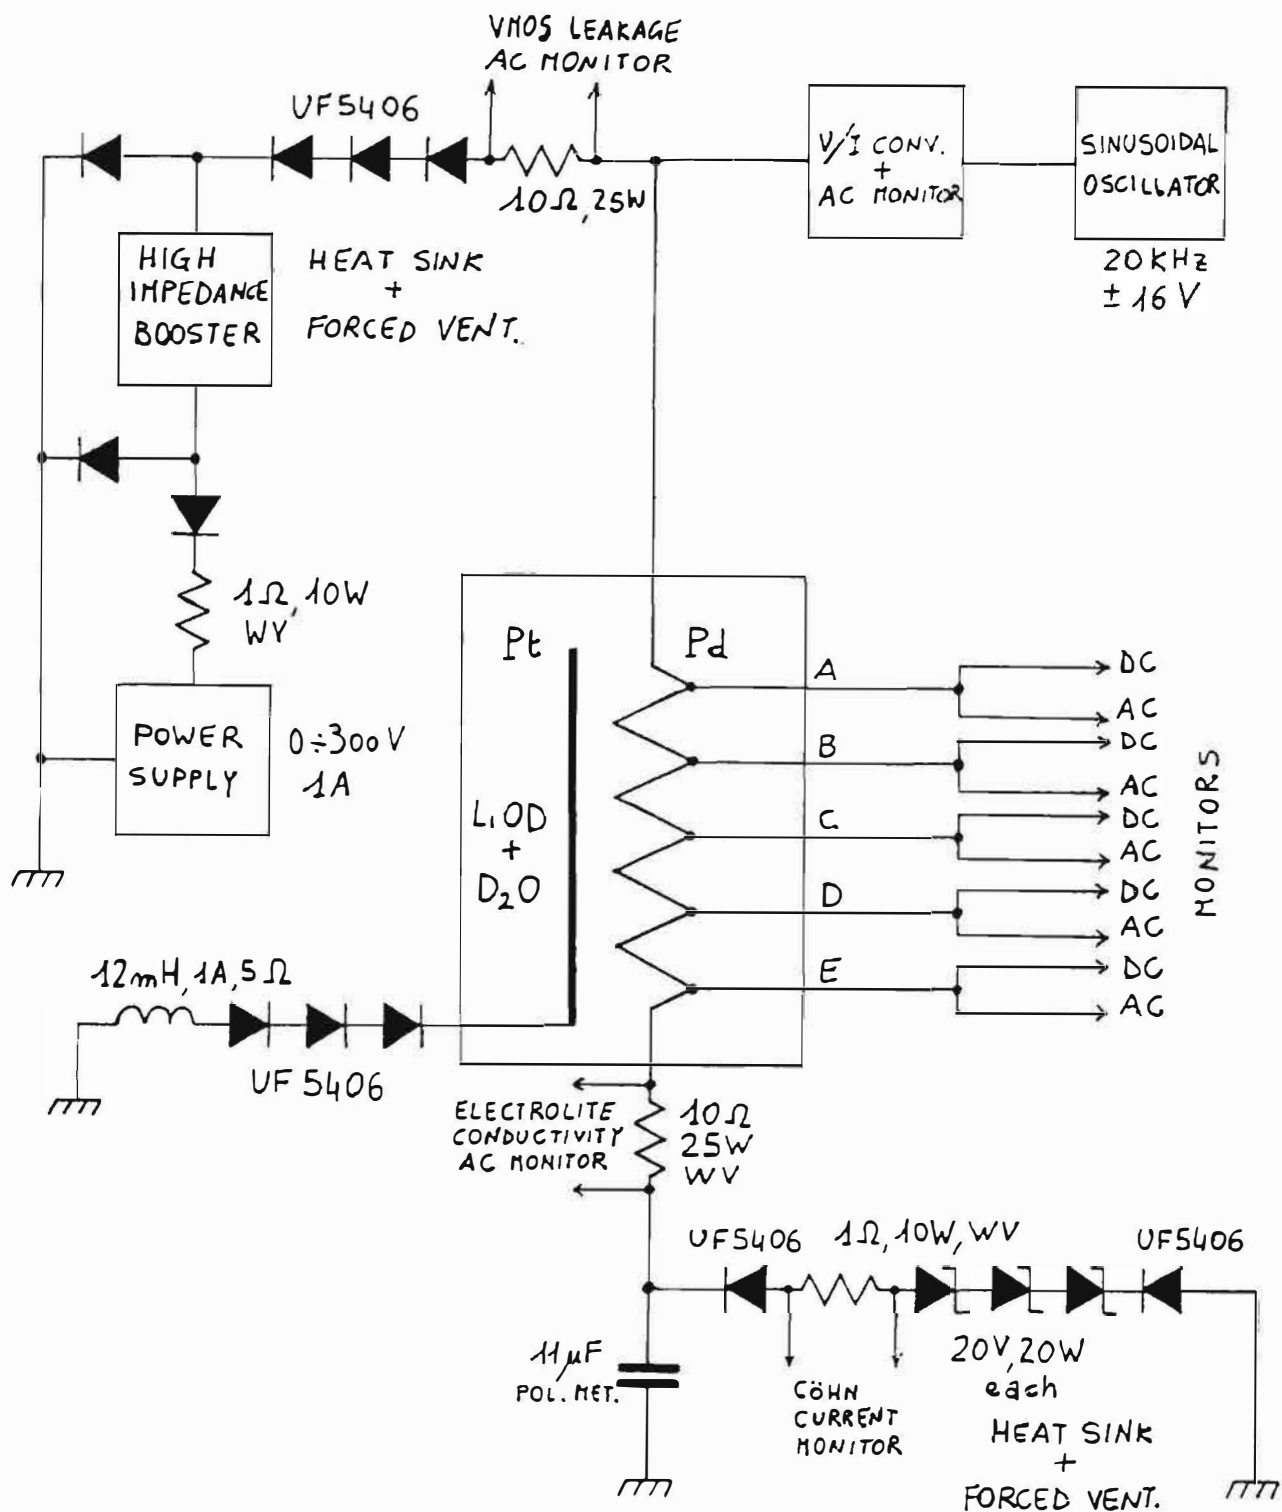 VMOS LEAKAGE
AC MONITOR
UF5406
10Ω, 25W
V/I CONV.
+
AC MONITOR
SINUSOIDAL
OSCILLATOR
20KHz
± 16 V
HIGH
IMPEDANCE
BOOSTER
HEAT SINK
+
FORCED VENT.
1Ω, 10W
WV
POWER
SUPPLY
0÷300V
1A
Pt
Pd
LiOD
+
D2O
A
B
C
D
E
DC
AC
DC
AC
DC
AC
DC
AC
DC
AC
MONITORS
12mH, 1A, 5Ω
UF 5406
ELECTROLITE
CONDUCTIVITY
AC MONITOR
10Ω
25W
WV
UF5406
1Ω, 10W, WV
UF5406
11µF
POL. MET.
CÖHN
CURRENT
MONITOR
20V, 20W
each
HEAT SINK
+
FORCED VENT.